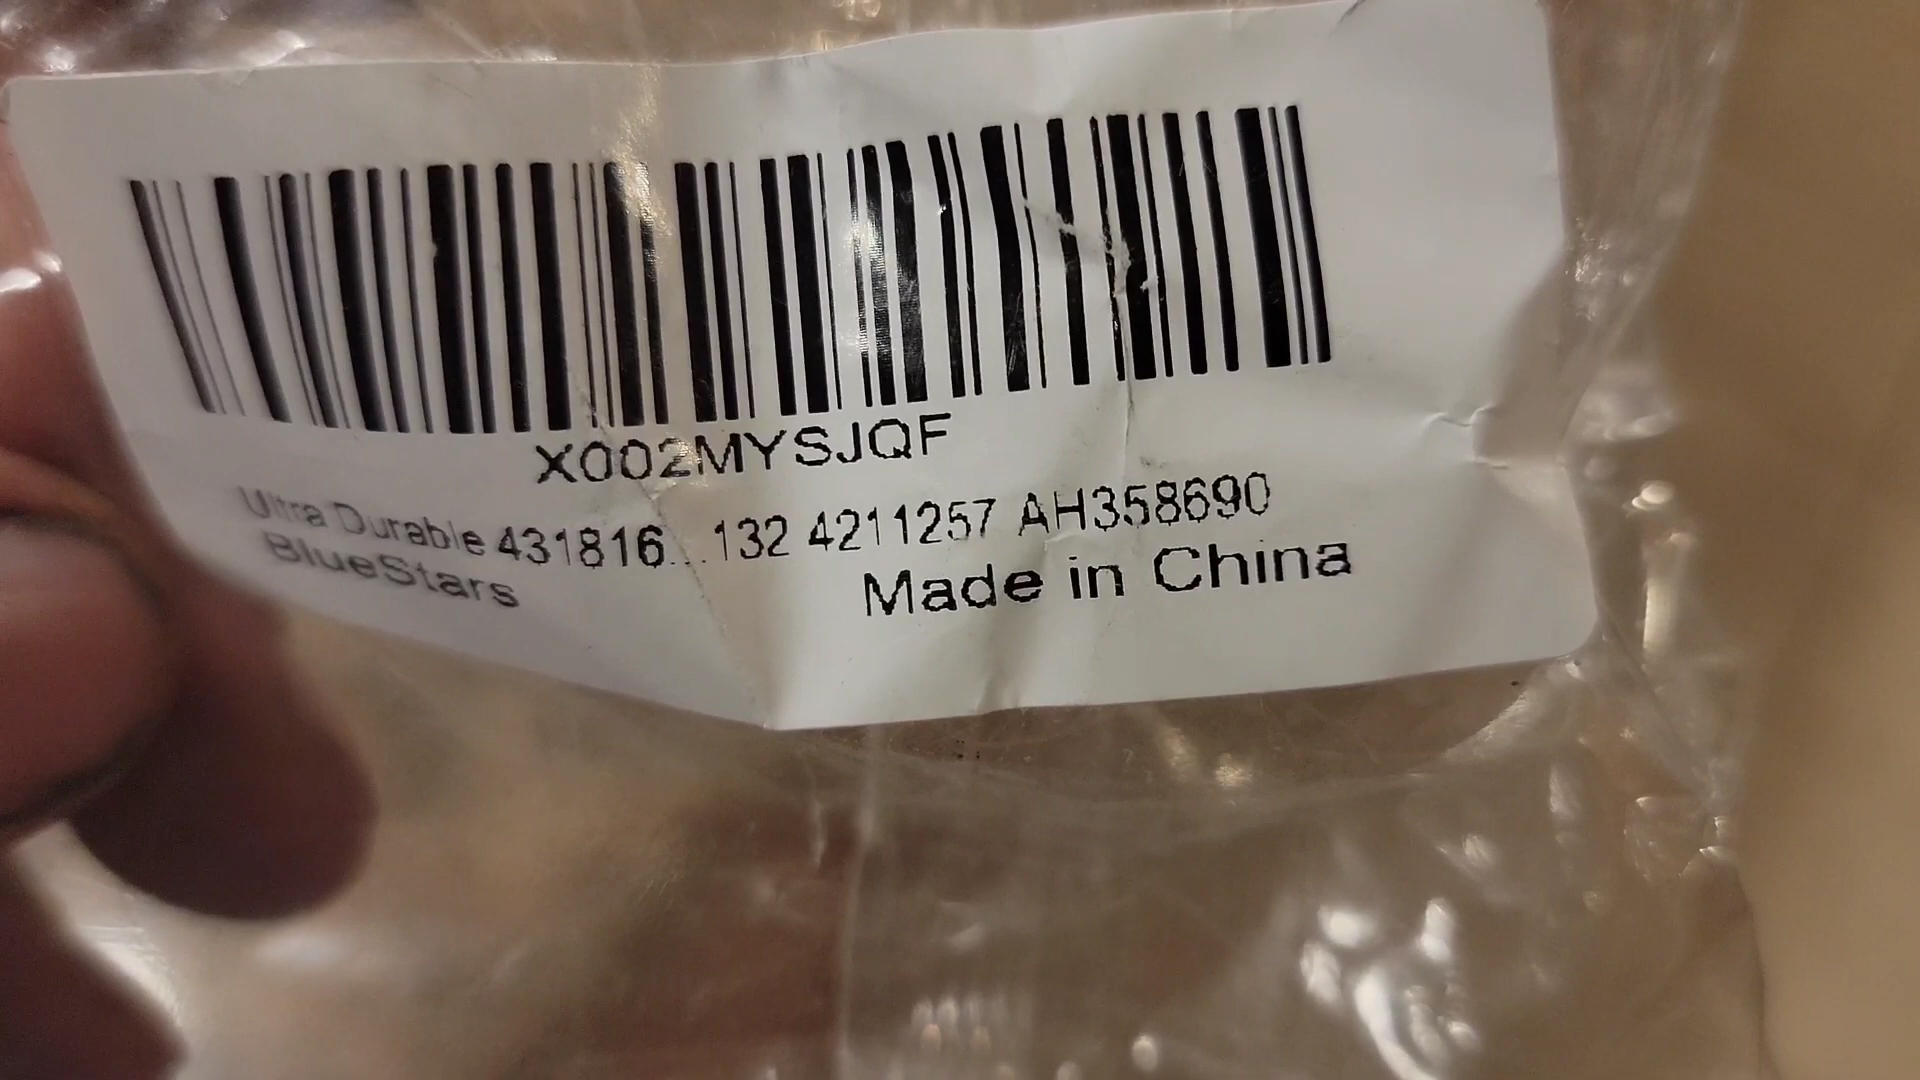 X002MYSJQF
Ultra Durable 431816...132 4211257 AH358690
BlueStars
Made in China